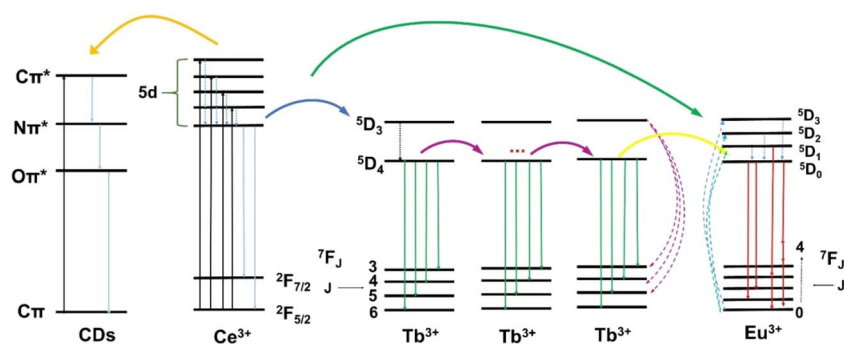 Cπ*
Nπ*
Oπ*
Cπ
CDs
5d
²F₇/₂
²F₅/₂
Ce³⁺
⁵D₃
⁵D₄
⁷F_J
J
3
4
5
6
Tb³⁺
...
Tb³⁺
Tb³⁺
⁵D₃
⁵D₂
⁵D₁
⁵D₀
4
⁷F_J
J
0
Eu³⁺